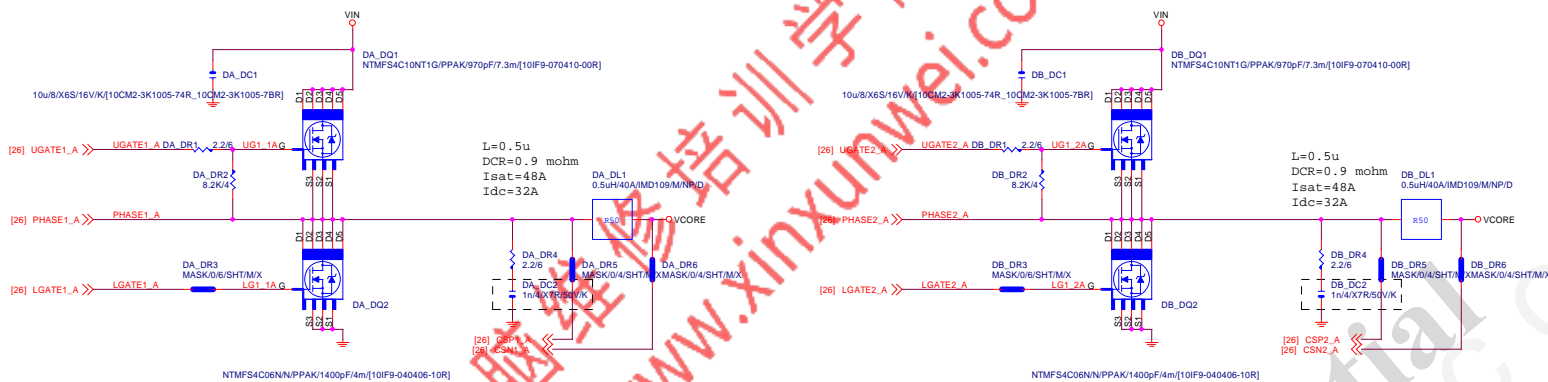 VIN
DA_DQ1
NTMFS4C10NT1G/PPAK/970pF/7.3m/[10IF9-070410-00R]
DA_DC1
10u/8/X6S/16V/K/[10CM2-3K1005-74R_10CM2-3K1005-7BR]
D1
D2
D3
D4
D5
[26] UGATE1_A
UGATE1_A
DA_DR1
2.2/6
UG1_1A
G
DA_DR2
8.2K/4
S3
S2
S1
L=0.5u
DCR=0.9 mohm
Isat=48A
Idc=32A
DA_DL1
0.5uH/40A/IMD109/M/NP/D
R50
VCORE
[26] PHASE1_A
PHASE1_A
D1
D2
D3
D4
D5
DA_DR3
MASK/0/6/SHT/M/X
[26] LGATE1_A
LGATE1_A
LG1_1A
G
S3
S2
S1
DA_DQ2
DA_DR4
2.2/6
DA_DC2
1n/4/X7R/50V/K
DA_DR5
MASK/0/4/SHT/M/X
DA_DR6
MASK/0/4/SHT/M/X
[26] CSP1_A
[26] CSN1_A
NTMFS4C06N/N/PPAK/1400pF/4m/[10IF9-040406-10R]
VIN
DB_DQ1
NTMFS4C10NT1G/PPAK/970pF/7.3m/[10IF9-070410-00R]
DB_DC1
10u/8/X6S/16V/K/[10CM2-3K1005-74R_10CM2-3K1005-7BR]
D1
D2
D3
D4
D5
[26] UGATE2_A
UGATE2_A
DB_DR1
2.2/6
UG1_2A
G
DB_DR2
8.2K/4
S3
S2
S1
L=0.5u
DCR=0.9 mohm
Isat=48A
Idc=32A
DB_DL1
0.5uH/40A/IMD109/M/NP/D
R50
VCORE
[26] PHASE2_A
PHASE2_A
D1
D2
D3
D4
D5
DB_DR3
MASK/0/6/SHT/M/X
[26] LGATE2_A
LGATE2_A
LG1_2A
G
S3
S2
S1
DB_DQ2
DB_DR4
2.2/6
DB_DC2
1n/4/X7R/50V/K
DB_DR5
MASK/0/4/SHT/M/X
DB_DR6
MASK/0/4/SHT/M/X
[26] CSP2_A
[26] CSN2_A
NTMFS4C06N/N/PPAK/1400pF/4m/[10IF9-040406-10R]
脑维修培训学
www.xinxunwei.co
tial